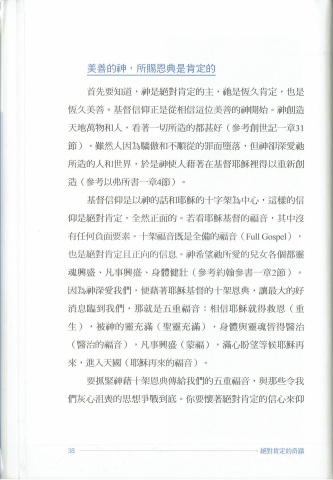 美善的神，所賜恩典是肯定的
首先要知道，神是絕對肯定的主，祂是恆久肯定，也是
恆久美善。基督信仰正是從相信這位美善的神開始。神創造
天地萬物和人，看著一切所造的都甚好（參考創世記一章31
節）。雖然人因為驕傲和不順從的罪而墮落，但神卻深愛祂
所造的人和世界，於是神使人藉著在基督耶穌裡得以重新創
造（參考以弗所書一章4節）。
基督信仰是以神的話和耶穌的十字架為中心，這樣的信
仰是絕對肯定、全然正面的。若看耶穌基督的福音，其中沒
有任何負面要素。十架福音既是全備的福音（Full Gospel），
也是絕對肯定且正向的信息。神希望祂所愛的兒女各個都靈
魂興盛、凡事興盛、身體健壯（參考約翰參書一章2節）。
因為神深愛我們，便藉著耶穌基督的十架恩典，讓最大的好
消息臨到我們，那就是五重福音：相信耶穌就得救恩（重
生），被神的靈充滿（聖靈充滿），身體與靈魂皆得醫治
（醫治的福音），凡事興盛（蒙福），滿心盼望等候耶穌再
來，進入天國（耶穌再來的福音）。
要抓緊神藉十架恩典傳給我們的五重福音，與那些令我
們灰心沮喪的思想爭戰到底。你要懷著絕對肯定的信心來仰
38
絕對肯定的奇蹟